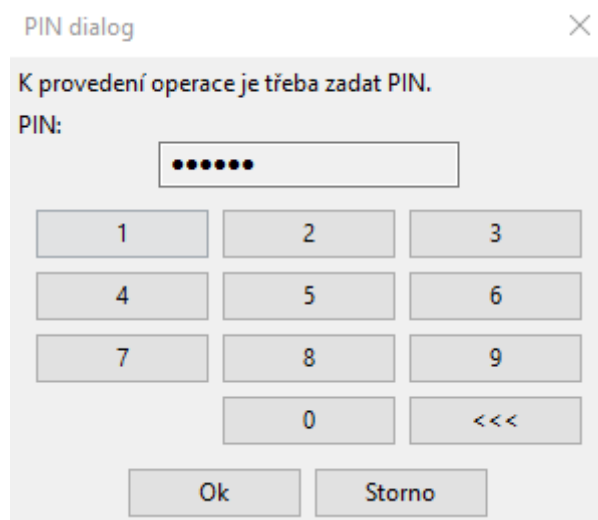 PIN dialog
K provedení operace je třeba zadat PIN.
PIN:
••••••
1 2 3
4 5 6
7 8 9
0 <<<
Ok Storno